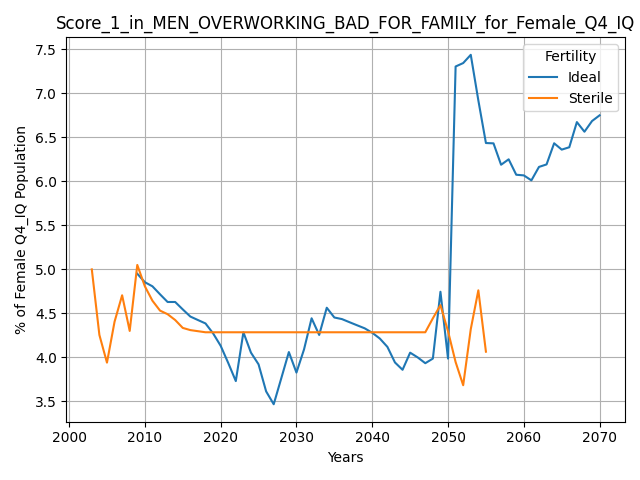 Score_1_in_MEN_OVERWORKING_BAD_FOR_FAMILY_for_Female_Q4_IQ
Fertility
Ideal
Sterile
% of Female Q4_IQ Population
7.5
7.0
6.5
6.0
5.5
5.0
4.5
4.0
3.5
2000 2010 2020 2030 2040 2050 2060 2070
Years